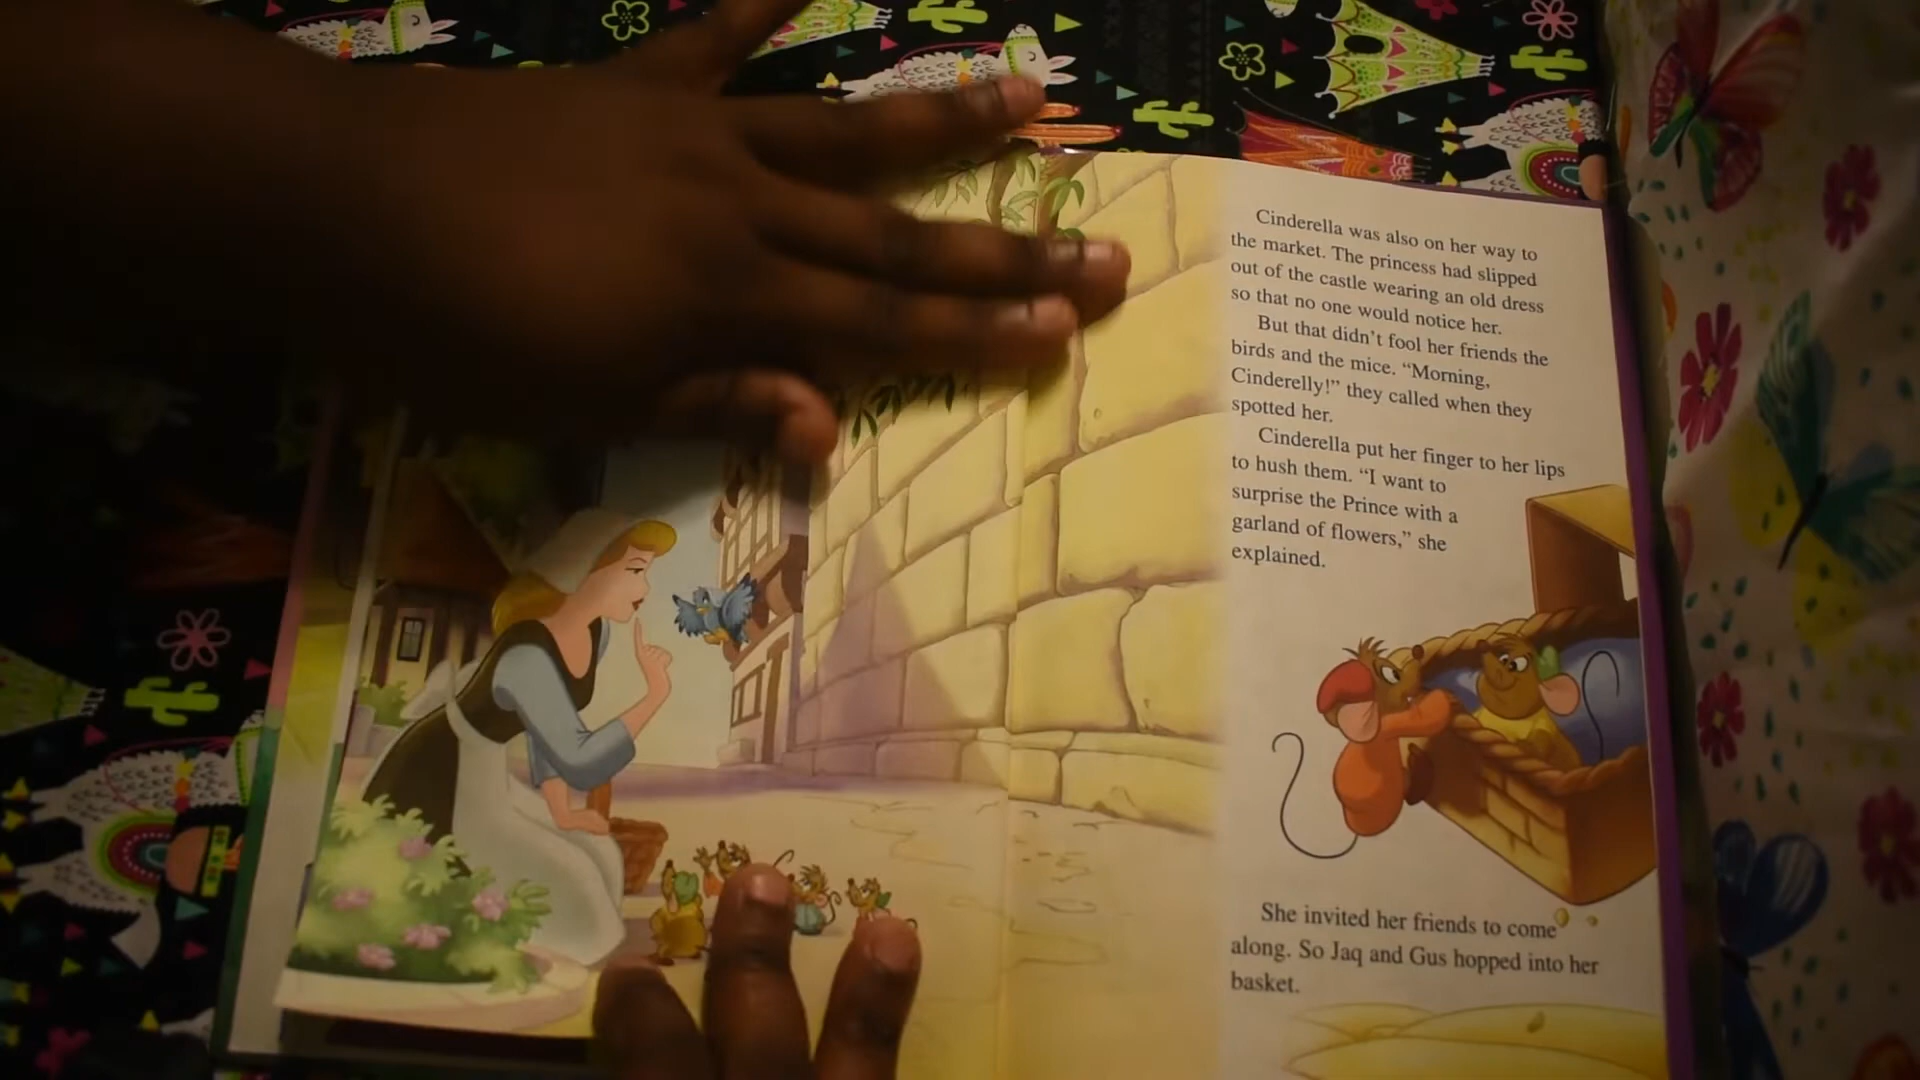 Cinderella was also on her way to
the market. The princess had slipped
out of the castle wearing an old dress
so that no one would notice her.
But that didn't fool her friends the
birds and the mice. “Morning,
Cinderelly!” they called when they
spotted her.
Cinderella put her finger to her lips
to hush them. “I want to
surprise the Prince with a
garland of flowers,” she
explained.
She invited her friends to come
along. So Jaq and Gus hopped into her
basket.